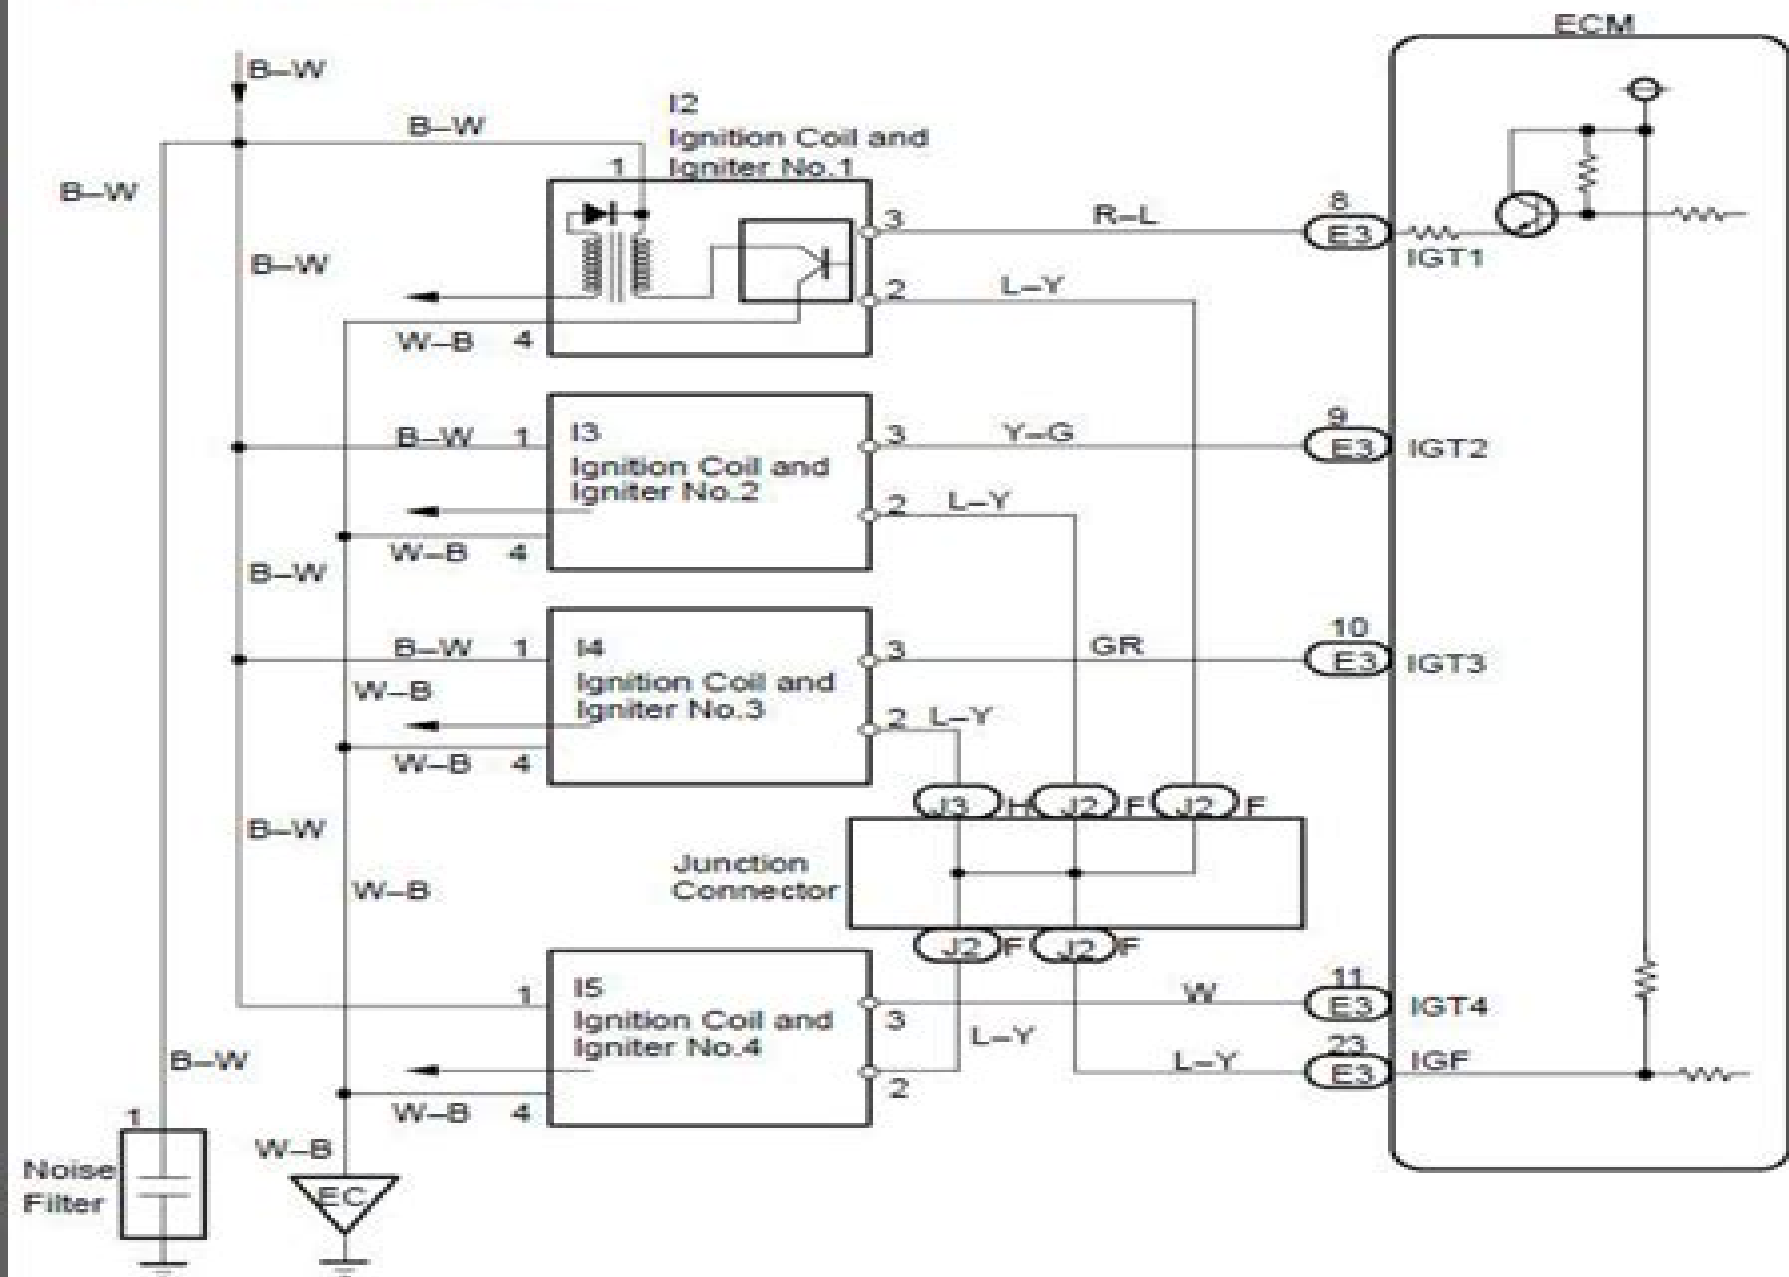 ECM
B–W
I2
B–W
Ignition Coil and
Igniter No.1
1
B–W
3
R–L
8
E3
IGT1
B–W
2
L–Y
W–B 4
9
B–W 1
I3
3
Y–G
E3
IGT2
Ignition Coil and
Igniter No.2
2
L–Y
W–B 4
B–W
10
B–W 1
I4
3
GR
E3
IGT3
Ignition Coil and
Igniter No.3
W–B
2
L–Y
W–B 4
J3 H J2 F J2 F
B–W
Junction
Connector
W–B
J2 F J2 F
11
1
I5
3
W
E3
IGT4
Ignition Coil and
Igniter No.4
L–Y
23
B–W
L–Y
E3
IGF
2
W–B 4
1
W–B
Noise
Filter
EC